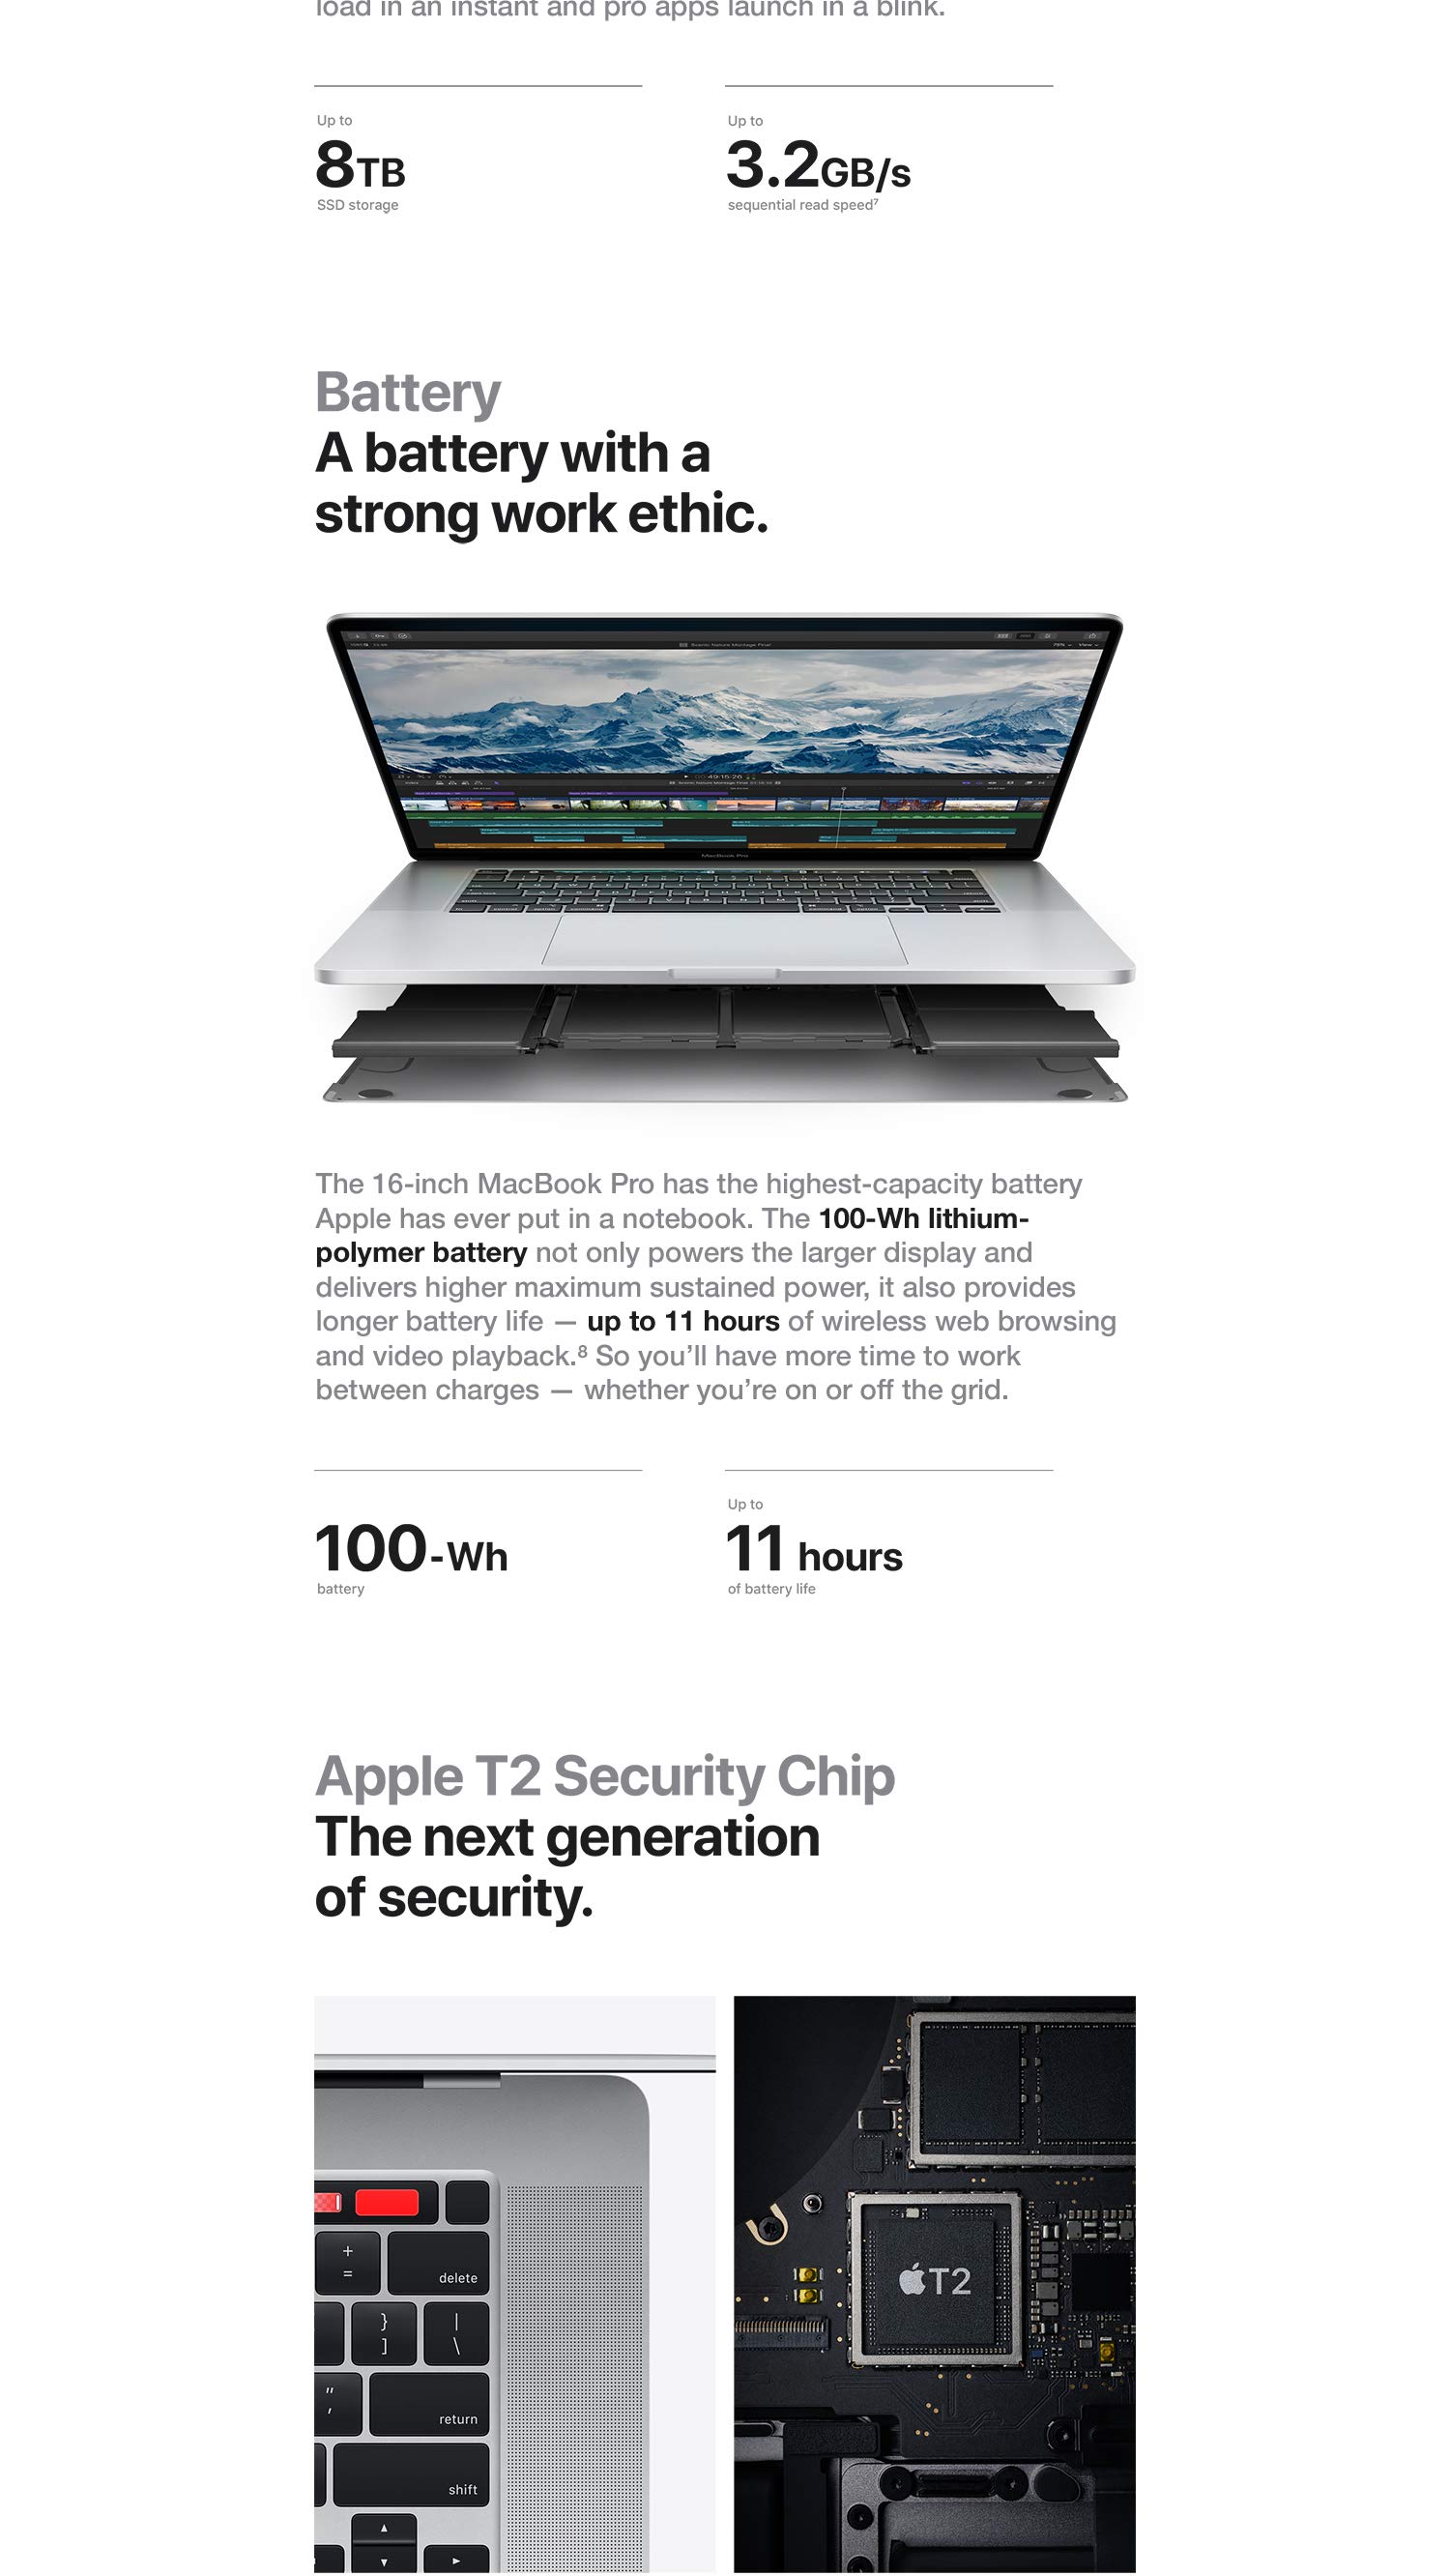 load in an instant and pro apps launch in a blink.
Up to
8TB
SSD storage
Up to
3.2GB/s
sequential read speed⁷
Battery
A battery with a
strong work ethic.
MacBook Pro
The 16-inch MacBook Pro has the highest-capacity battery
Apple has ever put in a notebook. The 100-Wh lithium-
polymer battery not only powers the larger display and
delivers higher maximum sustained power, it also provides
longer battery life — up to 11 hours of wireless web browsing
and video playback.⁸ So you’ll have more time to work
between charges — whether you’re on or off the grid.
100-Wh
battery
Up to
11 hours
of battery life
Apple T2 Security Chip
The next generation
of security.
+
=
delete
}
]
|
\
"
'
return
shift
T2